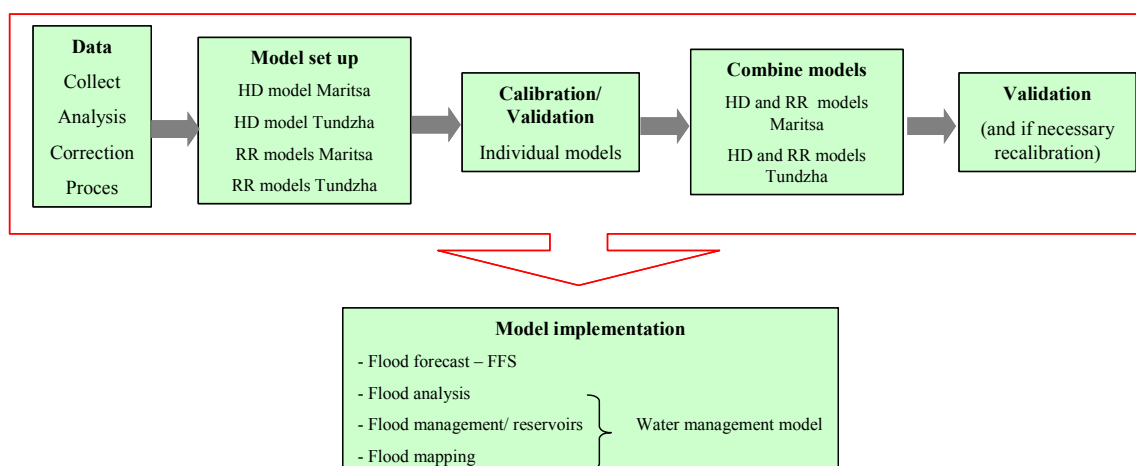 Data
Collect
Analysis
Correction
Proces
Model set up
HD model Maritsa
HD model Tundzha
RR models Maritsa
RR models Tundzha
Calibration/
Validation
Individual models
Combine models
HD and RR models
Maritsa
HD and RR models
Tundzha
Validation
(and if necessary
recalibration)
Model implementation
- Flood forecast – FFS
- Flood analysis
- Flood management/ reservoirs
Water management model
- Flood mapping